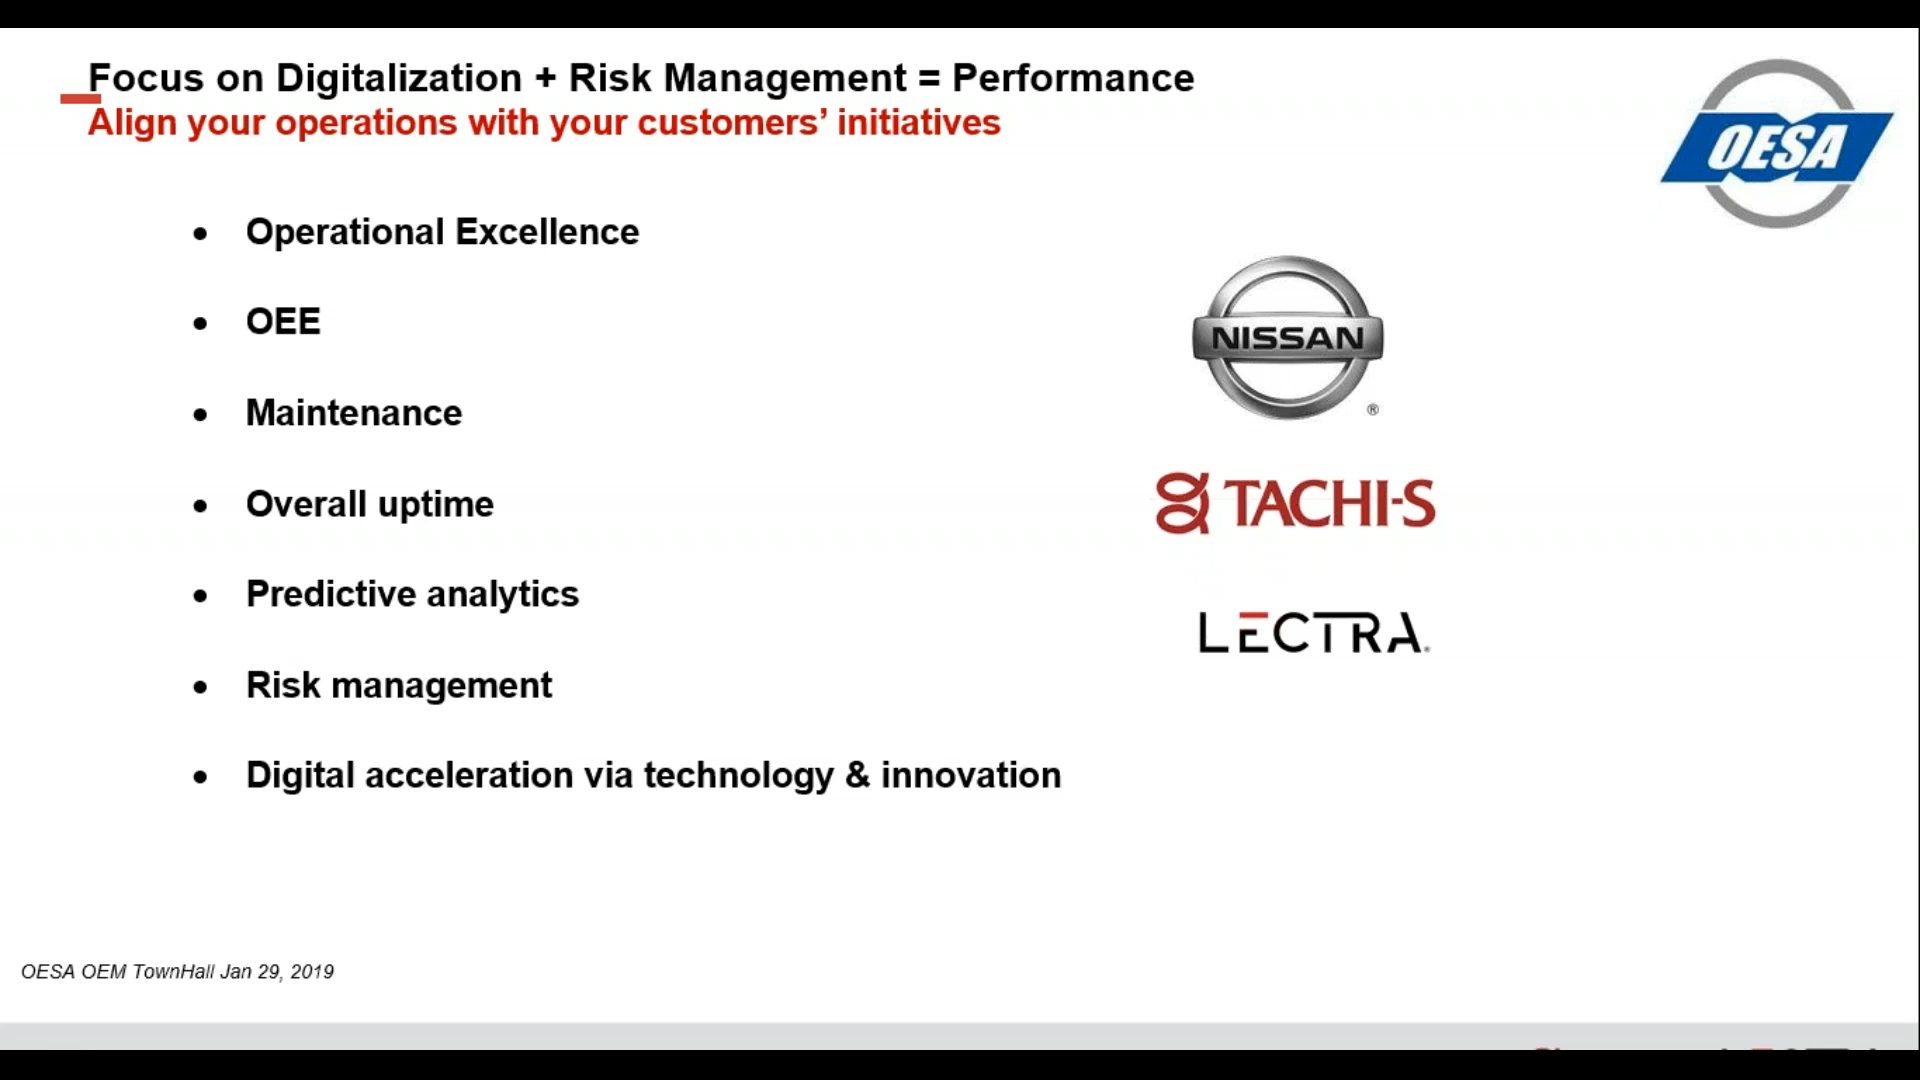 Focus on Digitalization + Risk Management = Performance
Align your operations with your customers’ initiatives
OESA
• Operational Excellence
• OEE
• Maintenance
• Overall uptime
• Predictive analytics
• Risk management
• Digital acceleration via technology & innovation
NISSAN
®
TACHI-S
LECTRA
OESA OEM TownHall Jan 29, 2019